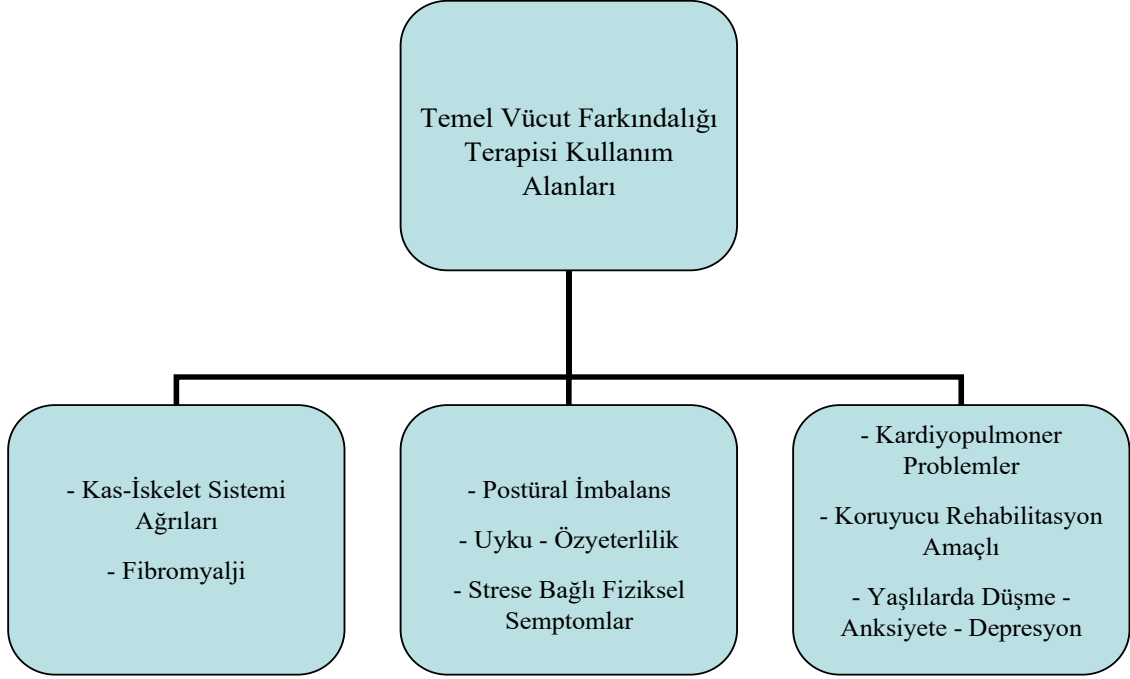 Temel Vücut Farkındalığı
Terapisi Kullanım
Alanları
- Kas-İskelet Sistemi
Ağrıları
- Fibromyalji
- Postüral İmbalans
- Uyku - Özyeterlilik
- Strese Bağlı Fiziksel
Semptomlar
- Kardiyopulmoner
Problemler
- Koruyucu Rehabilitasyon
Amaçlı
- Yaşlılarda Düşme -
Anksiyete - Depresyon